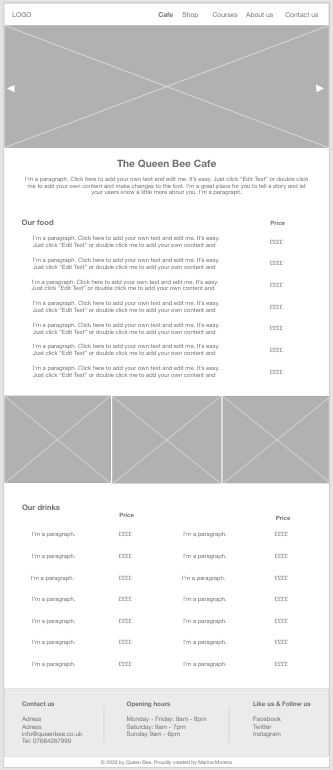 LOGO Cafe Shop Courses About us Contact us
The Queen Bee Cafe
I'm a paragraph. Click here to add your own text and edit me. It's easy. Just click "Edit Text" or double click
me to add your own content and make changes to the font. I'm a great place for you to tell a story and let
your users know a little more about you. I'm a paragraph.
Our food Price
I'm a paragraph. Click here to add your own text and edit me. It's easy. ££££
Just click "Edit Text" or double click me to add your own content and
I'm a paragraph. Click here to add your own text and edit me. It's easy. ££££
Just click "Edit Text" or double click me to add your own content and
I'm a paragraph. Click here to add your own text and edit me. It's easy. ££££
Just click "Edit Text" or double click me to add your own content and
I'm a paragraph. Click here to add your own text and edit me. It's easy. ££££
Just click "Edit Text" or double click me to add your own content and
I'm a paragraph. Click here to add your own text and edit me. It's easy. ££££
Just click "Edit Text" or double click me to add your own content and
I'm a paragraph. Click here to add your own text and edit me. It's easy. ££££
Just click "Edit Text" or double click me to add your own content and
I'm a paragraph. Click here to add your own text and edit me. It's easy. ££££
Just click "Edit Text" or double click me to add your own content and
Our drinks
Price Price
I'm a paragraph. ££££ I'm a paragraph. ££££
I'm a paragraph. ££££ I'm a paragraph. ££££
I'm a paragraph. ££££ I'm a paragraph. ££££
I'm a paragraph. ££££ I'm a paragraph. ££££
I'm a paragraph. ££££ I'm a paragraph. ££££
I'm a paragraph. ££££ I'm a paragraph. ££££
I'm a paragraph. ££££ I'm a paragraph. ££££
Contact us Opening hours Like us & Follow us
Adress Monday - Friday: 8am - 8pm Facebook
Adress Saturday: 9am - 7pm Twitter
info@queenbee.co.uk Sunday 9am - 6pm Instagram
Tel: 07684267990
© 2020 by Queen Bee. Proudly created by Marina Moreno